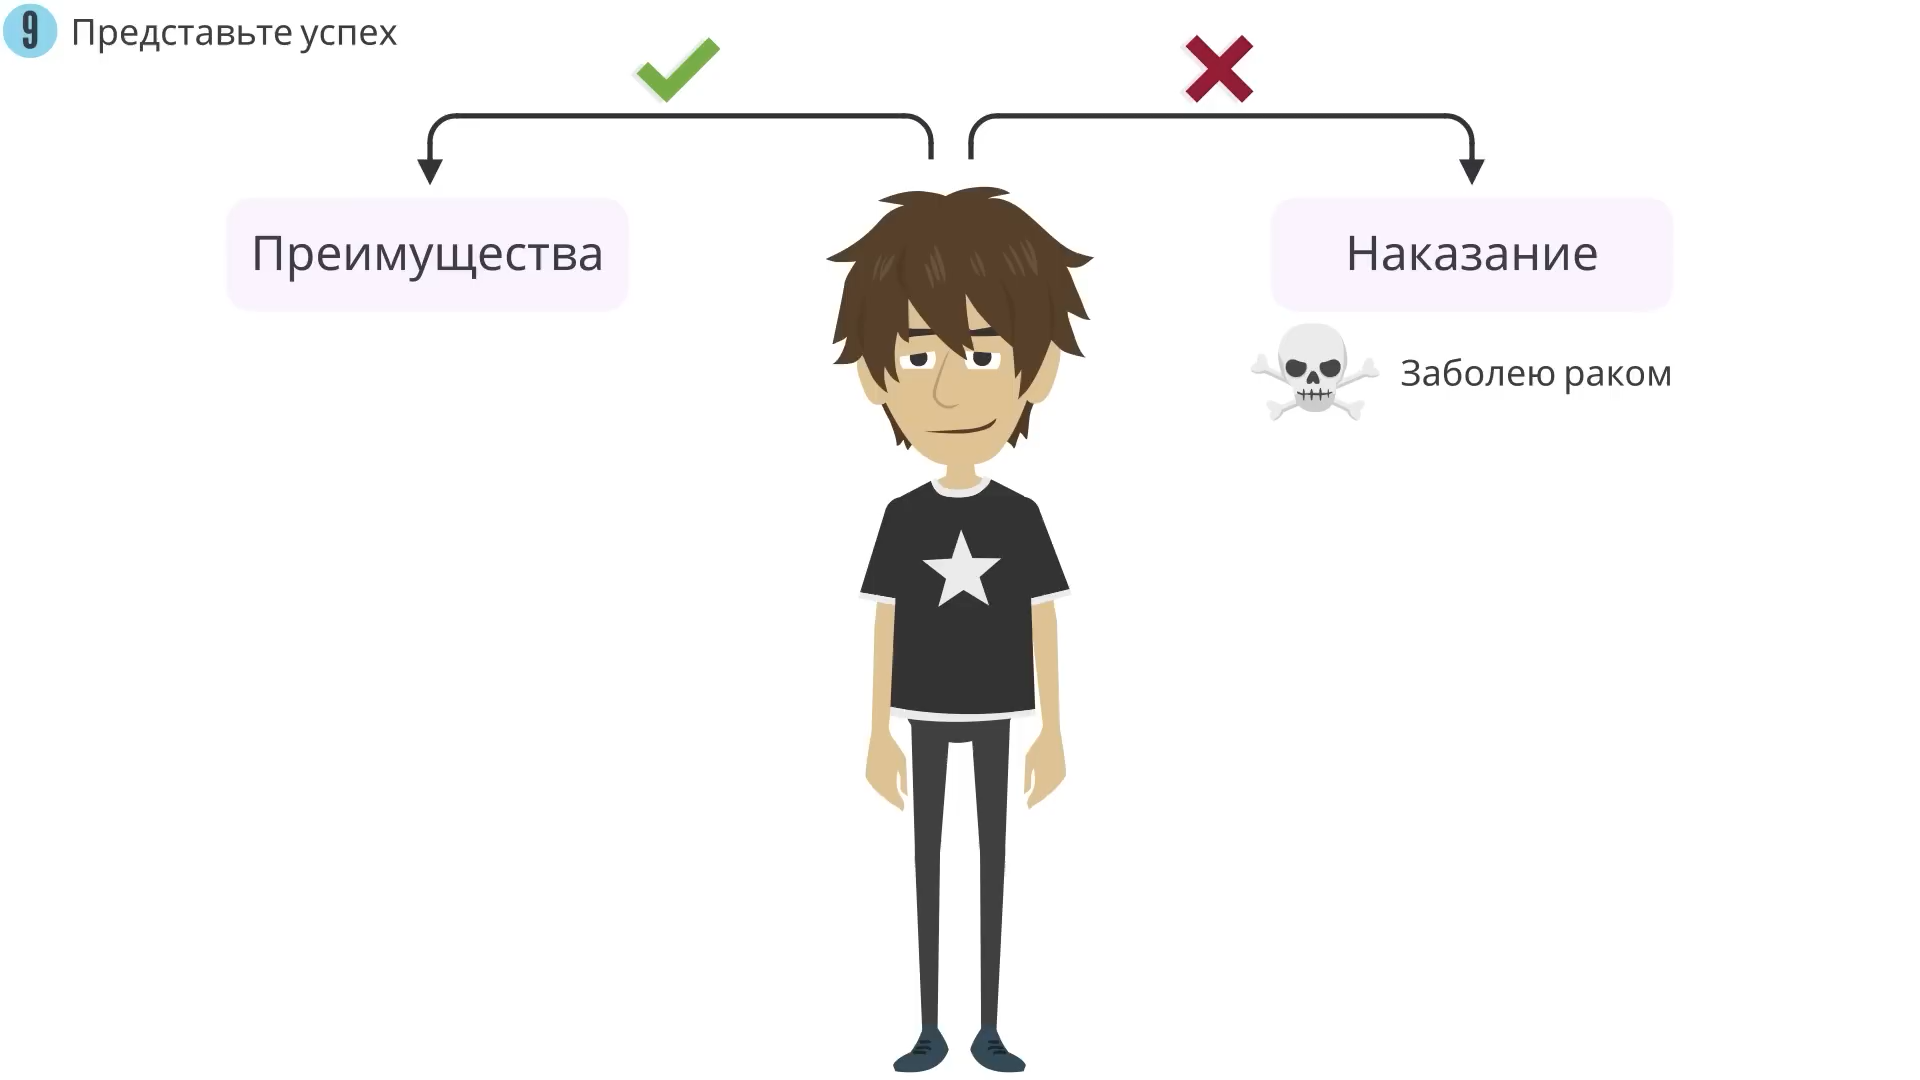 9 Представьте успех
Преимущества
Наказание
Заболею раком